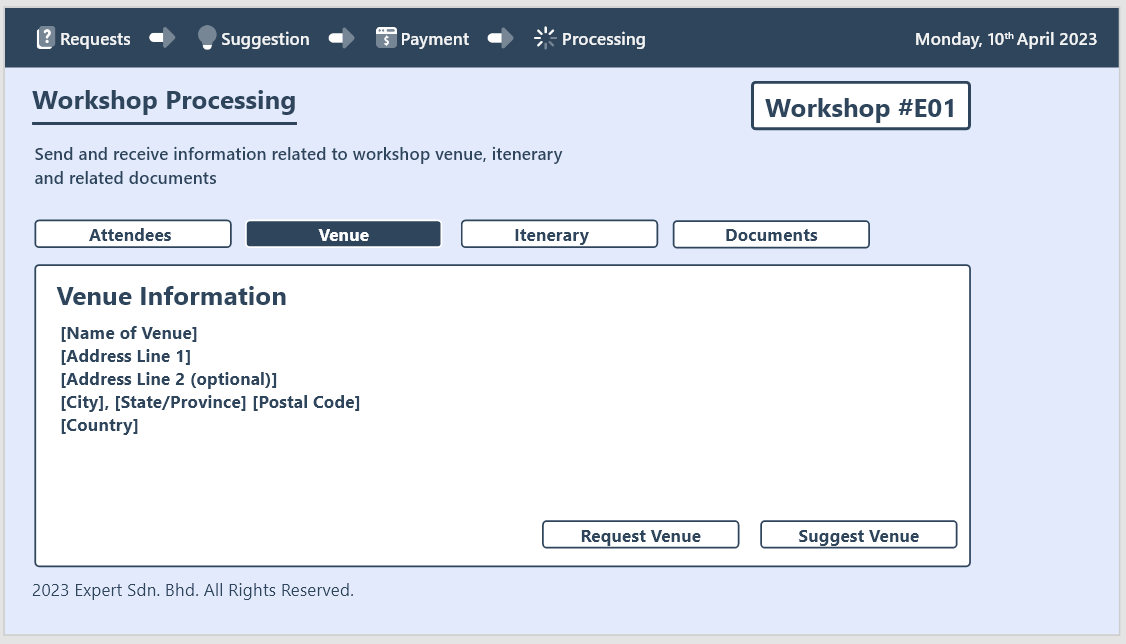 Requests Suggestion Payment Processing Monday, 10th April 2023
Workshop Processing
Workshop #E01
Send and receive information related to workshop venue, itenerary
and related documents
Attendees Venue Itenerary Documents
Venue Information
[Name of Venue]
[Address Line 1]
[Address Line 2 (optional)]
[City], [State/Province] [Postal Code]
[Country]
Request Venue Suggest Venue
2023 Expert Sdn. Bhd. All Rights Reserved.